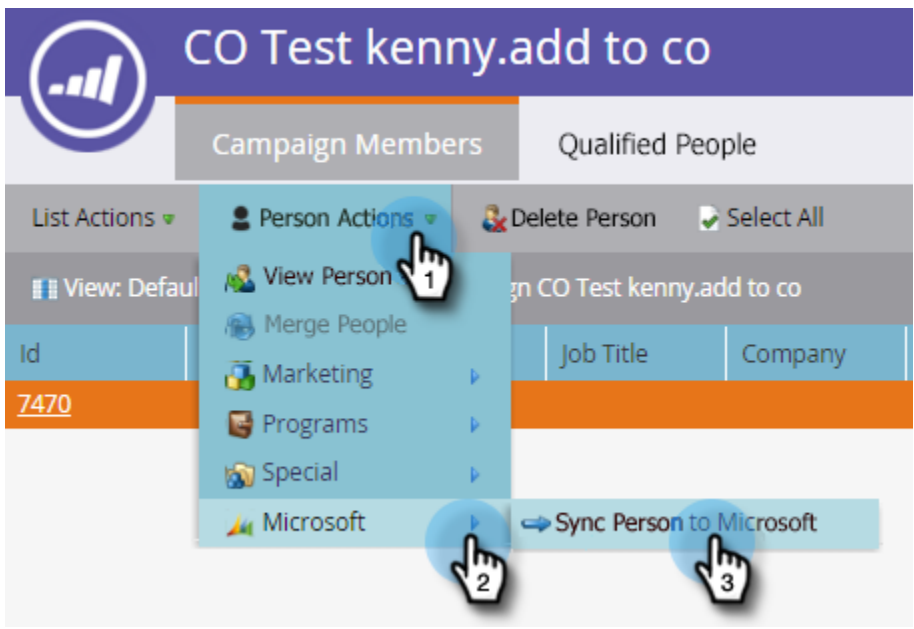 CO Test kenny.add to co
Campaign Members Qualified People
List Actions Person Actions Delete Person Select All
View Person
1
View: Defaul gn CO Test kenny.add to co
Merge People
Id Job Title Company
Marketing
7470
Programs
Special
Microsoft Sync Person to Microsoft
2 3